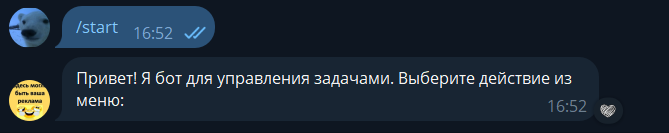 /start
16:52
Здесь могла
быть ваша
реклама
Привет! Я бот для управления задачами. Выберите действие из
меню:
16:52